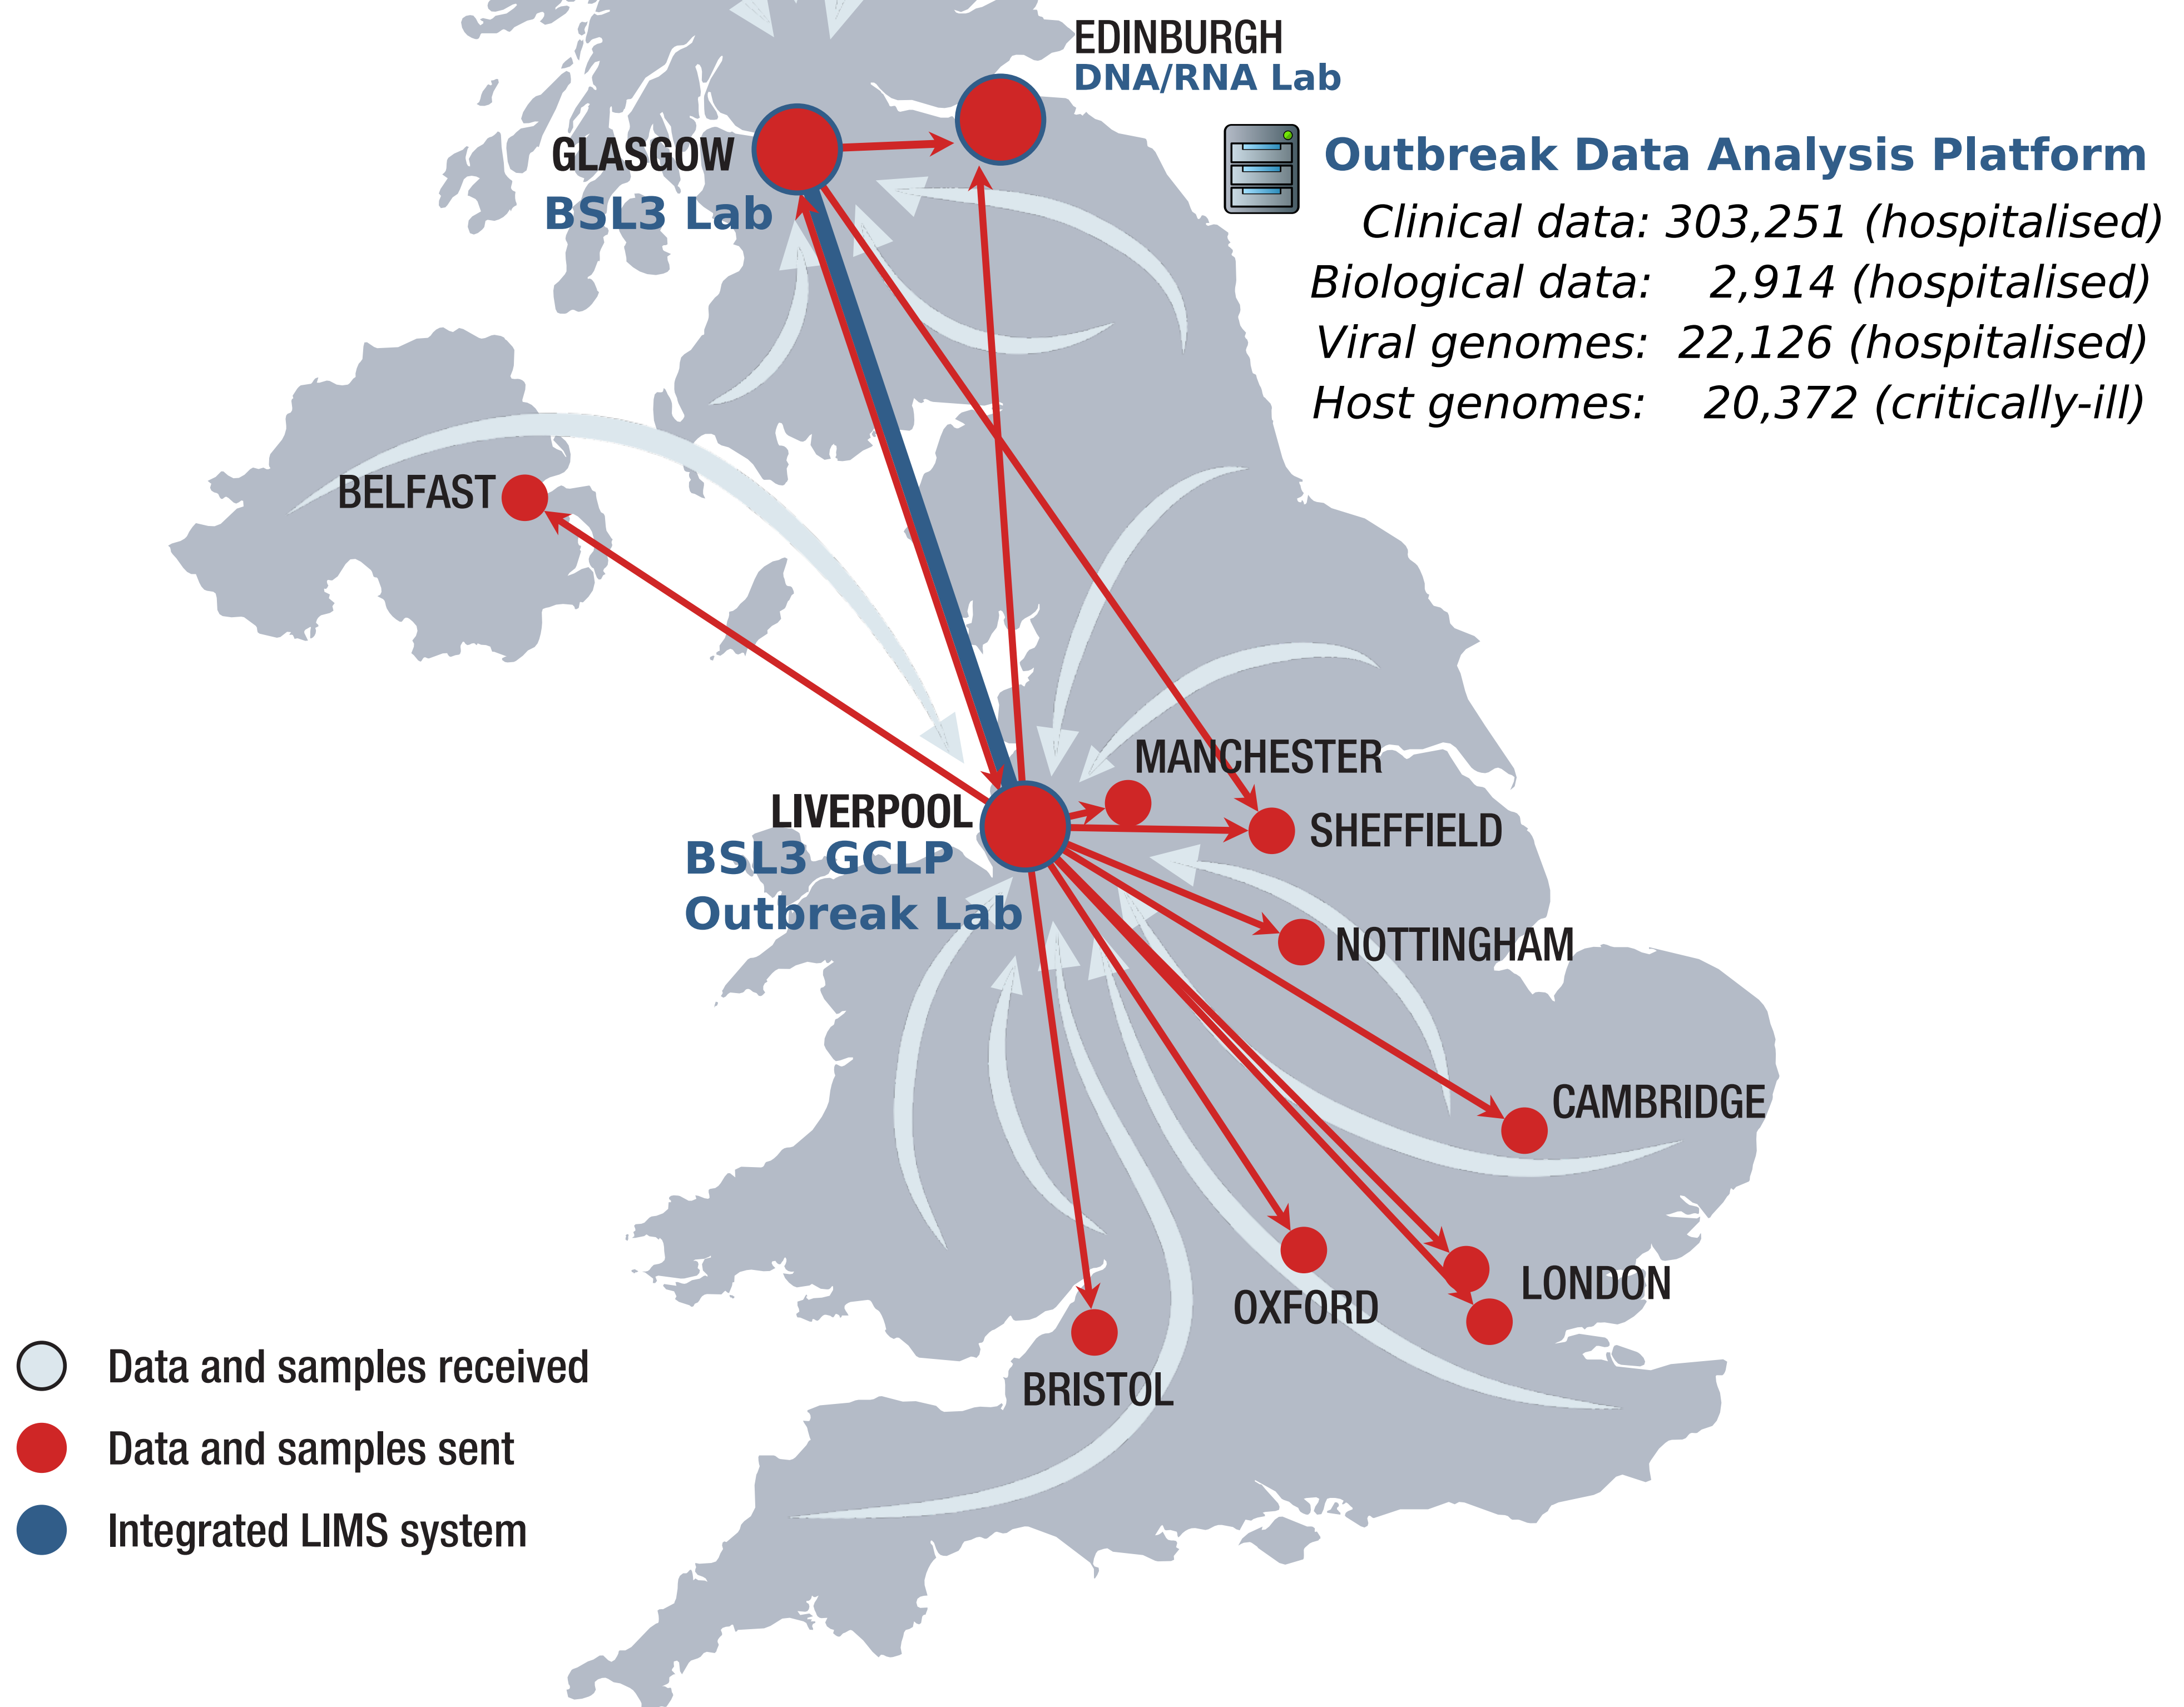 EDINBURGH
DNA/RNA Lab
GLASGOW
BSL3 Lab
Outbreak Data Analysis Platform
Clinical data: 303,251 (hospitalised)
Biological data: 2,914 (hospitalised)
Viral genomes: 22,126 (hospitalised)
Host genomes: 20,372 (critically-ill)
BELFAST
MANCHESTER
LIVERPOOL
BSL3 GCLP
Outbreak Lab
SHEFFIELD
NOTTINGHAM
CAMBRIDGE
LONDON
OXFORD
BRISTOL
Data and samples received
Data and samples sent
Integrated LIMS system